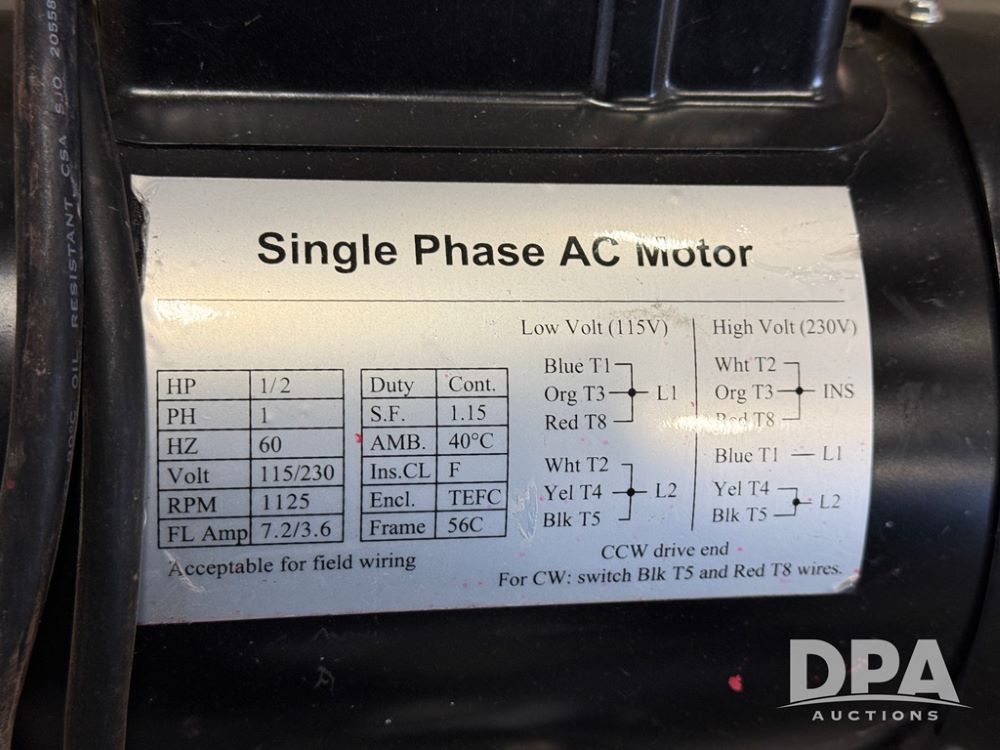 Single Phase AC Motor
HP 1/2
PH 1
HZ 60
Volt 115/230
RPM 1125
FL Amp 7.2/3.6
Duty Cont.
S.F. 1.15
AMB. 40°C
Ins.CL F
Encl. TEFC
Frame 56C
Acceptable for field wiring
Low Volt (115V)
Blue T1
Org T3 L1
Red T8
Wht T2
Yel T4 L2
Blk T5
High Volt (230V)
Wht T2
Org T3 INS
Red T8
Blue T1 — L1
Yel T4
Blk T5 L2
CCW drive end
For CW: switch Blk T5 and Red T8 wires.
OIL RESISTANT CSA SJO
DPA
AUCTIONS